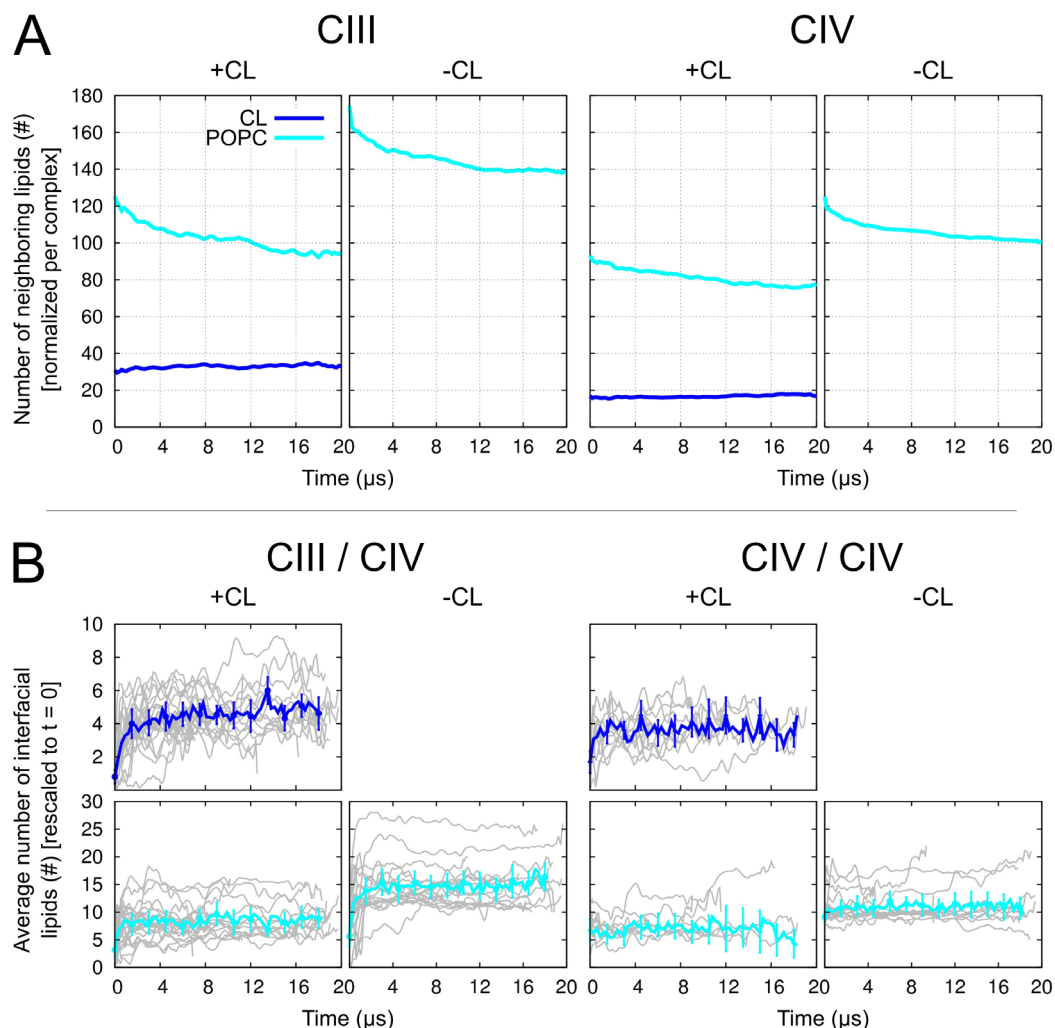 A
CIII
CIV
+CL
-CL
+CL
-CL
Number of neighboring lipids (#)
[normalized per complex]
180
160
140
120
100
80
60
40
20
0
CL
POPC
0 4 8 12 16 20
4 8 12 16 20
0 4 8 12 16 20
4 8 12 16 20
Time (µs)
Time (µs)
B
CIII / CIV
CIV / CIV
+CL
-CL
+CL
-CL
Average number of interfacial
lipids (#) [rescaled to t = 0]
10
8
6
4
2
30
25
20
15
10
5
0
0 4 8 12 16 20
4 8 12 16 20
0 4 8 12 16 20
4 8 12 16 20
Time (µs)
Time (µs)